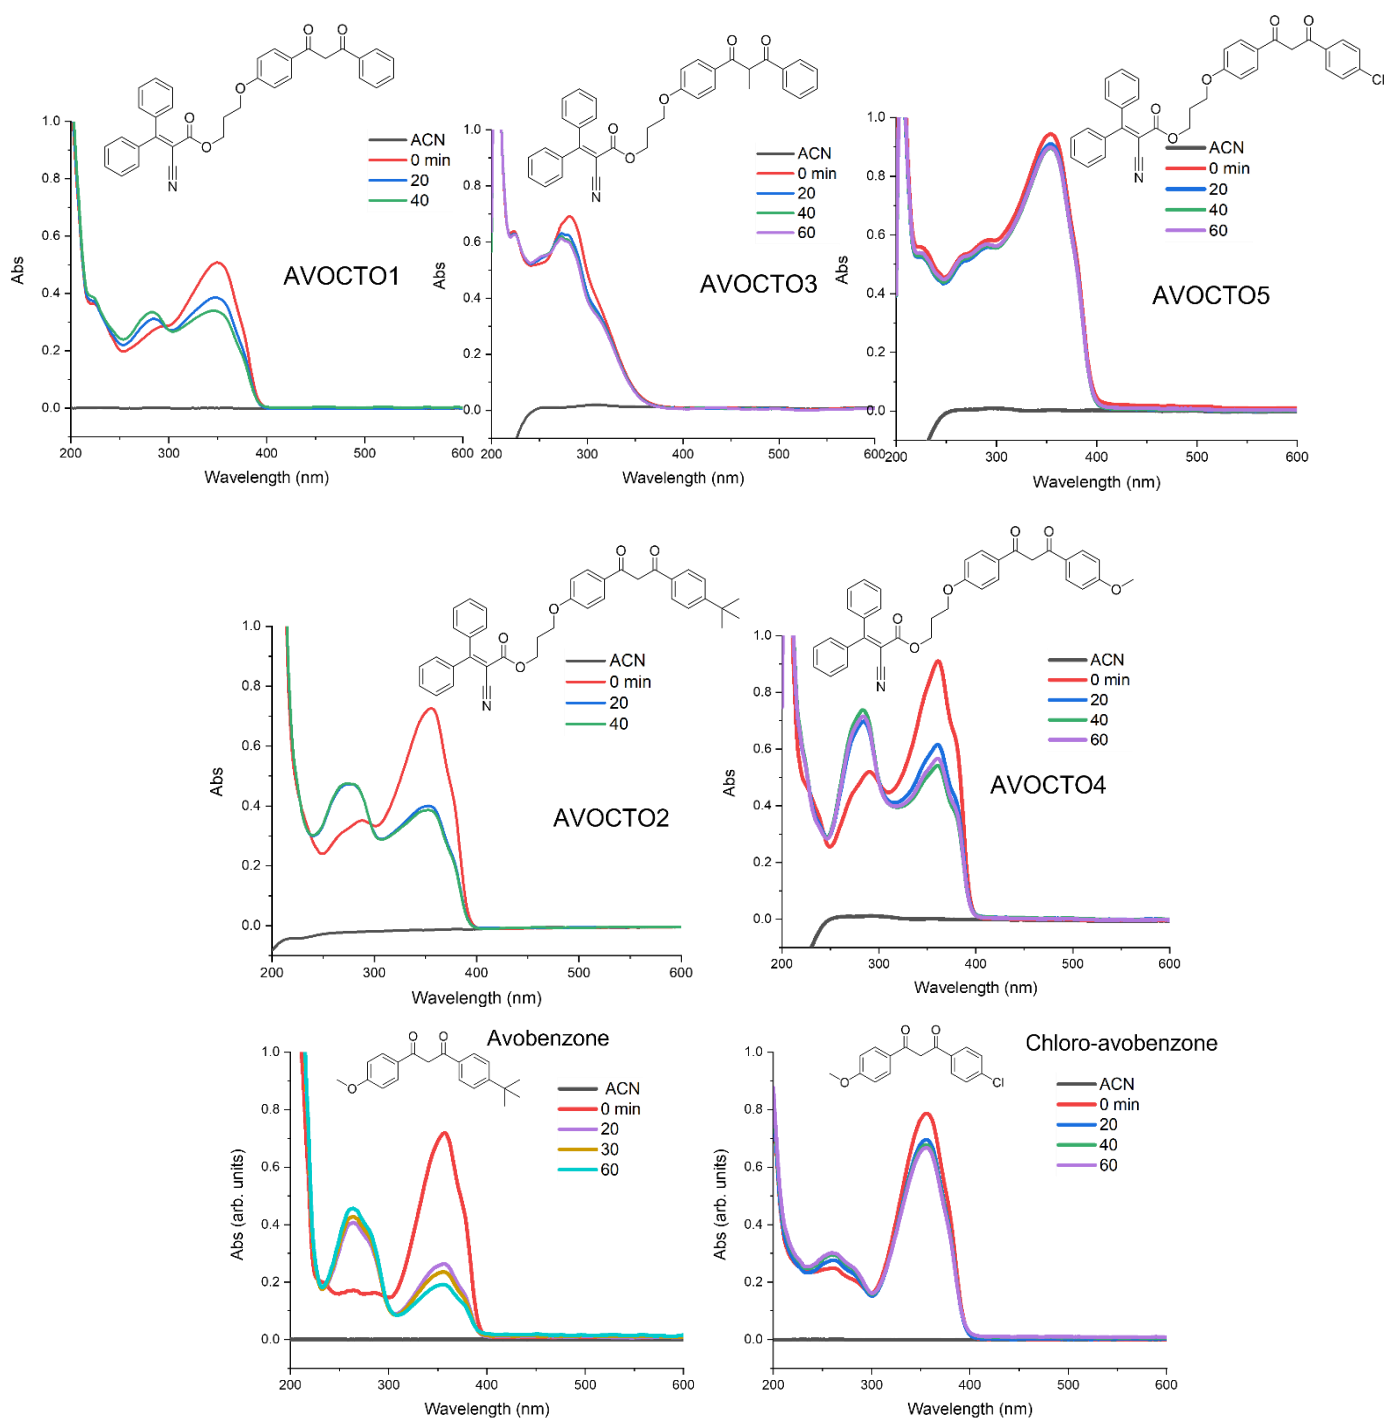 O O
O
O
O
N
1.0
0.8
0.6
0.4
0.2
0.0
Abs
200 300 400 500 600
Wavelength (nm)
ACN
0 min
20
40
AVOCTO1
O O
O
O
O
N
1.0
0.8
0.6
0.4
0.2
0.0
Abs
200 300 400 500 600
Wavelength (nm)
ACN
0 min
20
40
60
AVOCTO3
O O
Cl
O
O
O
N
1.0
0.8
0.6
0.4
0.2
0.0
Abs
200 300 400 500 600
Wavelength (nm)
ACN
0 min
20
40
60
AVOCTO5
O O
O
O
O
N
1.0
0.8
0.6
0.4
0.2
0.0
Abs
200 300 400 500 600
Wavelength (nm)
ACN
0 min
20
40
AVOCTO2
O O
O
O
O
O
N
1.0
0.8
0.6
0.4
0.2
0.0
Abs
200 300 400 500 600
Wavelength (nm)
ACN
0 min
20
40
60
AVOCTO4
Avobenzone
O O
O
1.0
0.8
0.6
0.4
0.2
0.0
Abs (arb. units)
200 300 400 500 600
Wavelength (nm)
ACN
0 min
20
30
60
Chloro-avobenzone
O O
O
Cl
1.0
0.8
0.6
0.4
0.2
0.0
Abs (arb. units)
200 300 400 500 600
Wavelength (nm)
ACN
0 min
20
40
60